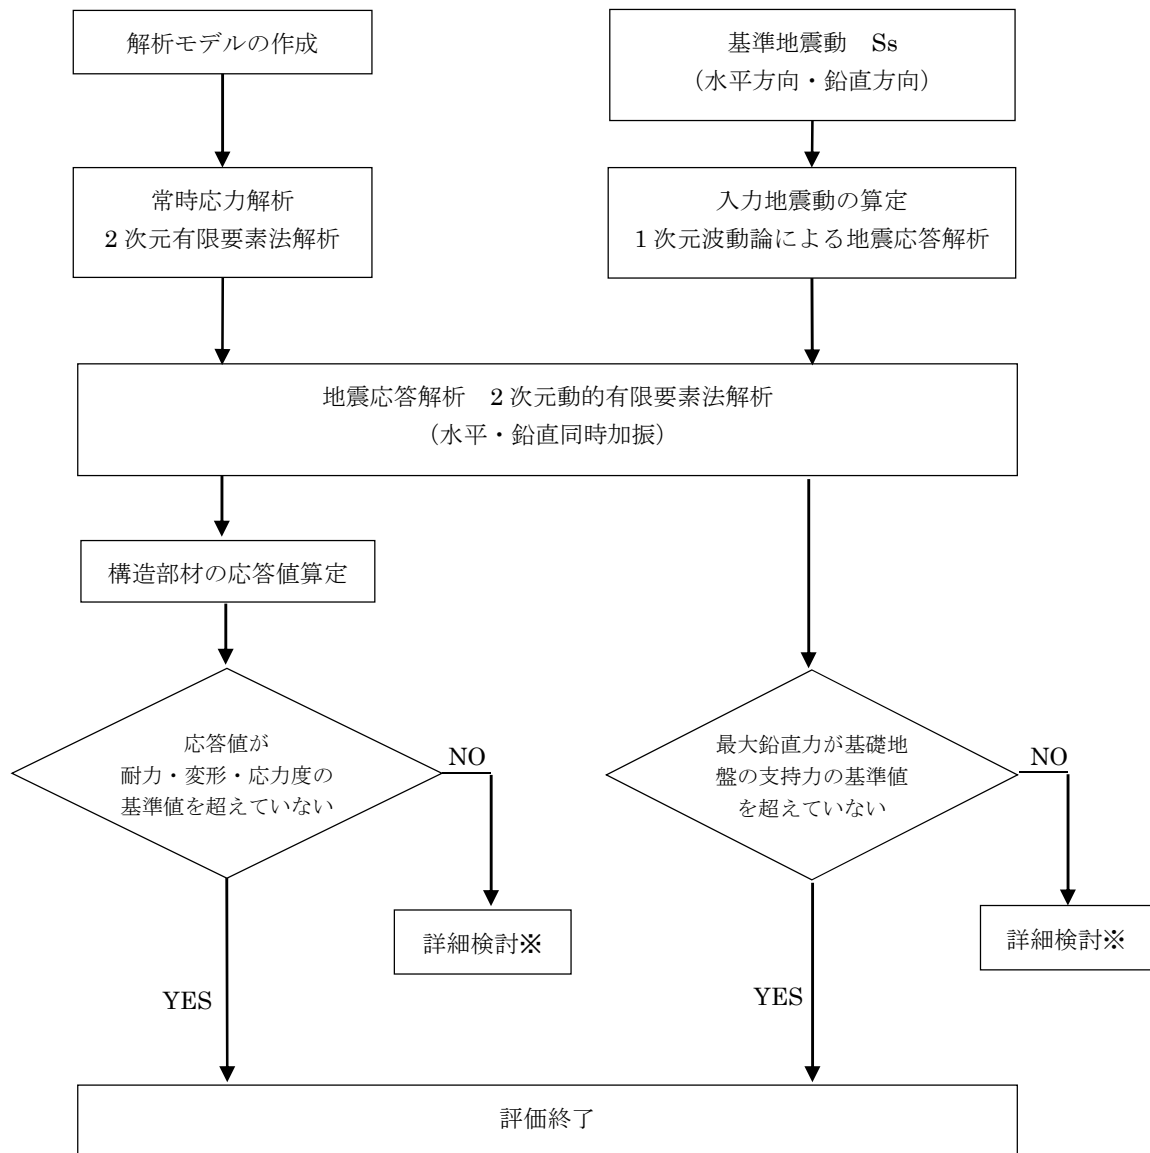 解析モデルの作成
基準地震動　Ss
（水平方向・鉛直方向）
常時応力解析
2 次元有限要素法解析
入力地震動の算定
1 次元波動論による地震応答解析
地震応答解析　2 次元動的有限要素法解析
（水平・鉛直同時加振）
構造部材の応答値算定
応答値が
耐力・変形・応力度の
基準値を超えていない
NO
最大鉛直力が基礎地
盤の支持力の基準値
を超えていない
NO
詳細検討※
詳細検討※
YES
YES
評価終了